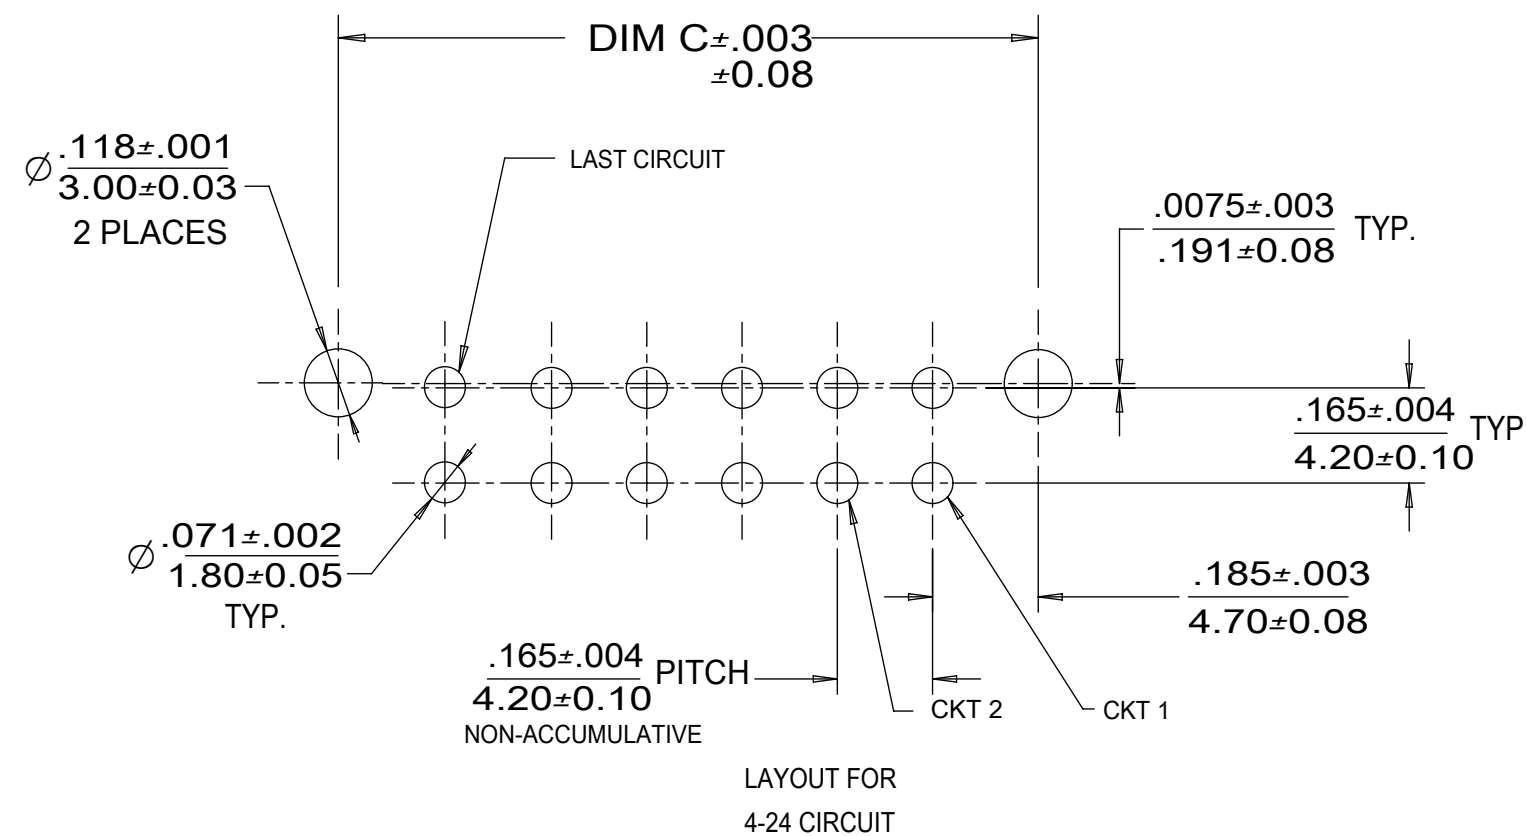 DIM C±.003
±0.08
⌀ .118±.001
3.00±0.03
2 PLACES
LAST CIRCUIT
.0075±.003 TYP.
.191±0.08
.165±.004 TYP
4.20±0.10
⌀ .071±.002
1.80±0.05
TYP.
.185±.003
4.70±0.08
.165±.004 PITCH
4.20±0.10
NON-ACCUMULATIVE
CKT 2
CKT 1
LAYOUT FOR
4-24 CIRCUIT